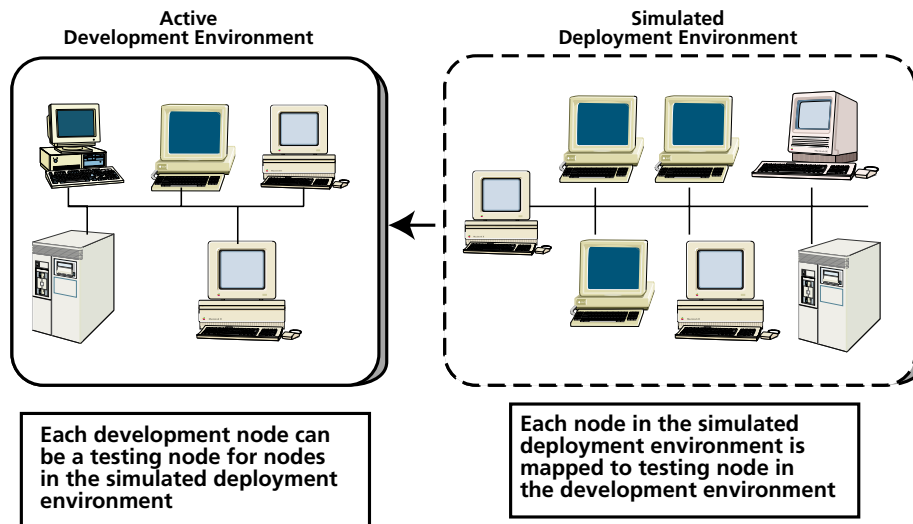 Active
Development Environment
Simulated
Deployment Environment
Each development node can
be a testing node for nodes
in the simulated deployment
environment
Each node in the simulated
deployment environment is
mapped to testing node in
the development environment